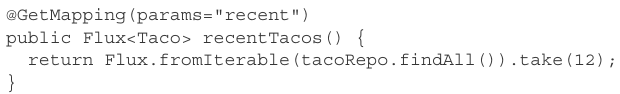 @GetMapping(params="recent")
public Flux<Taco> recentTacos() {
  return Flux.fromIterable(tacoRepo.findAll()).take(12);
}